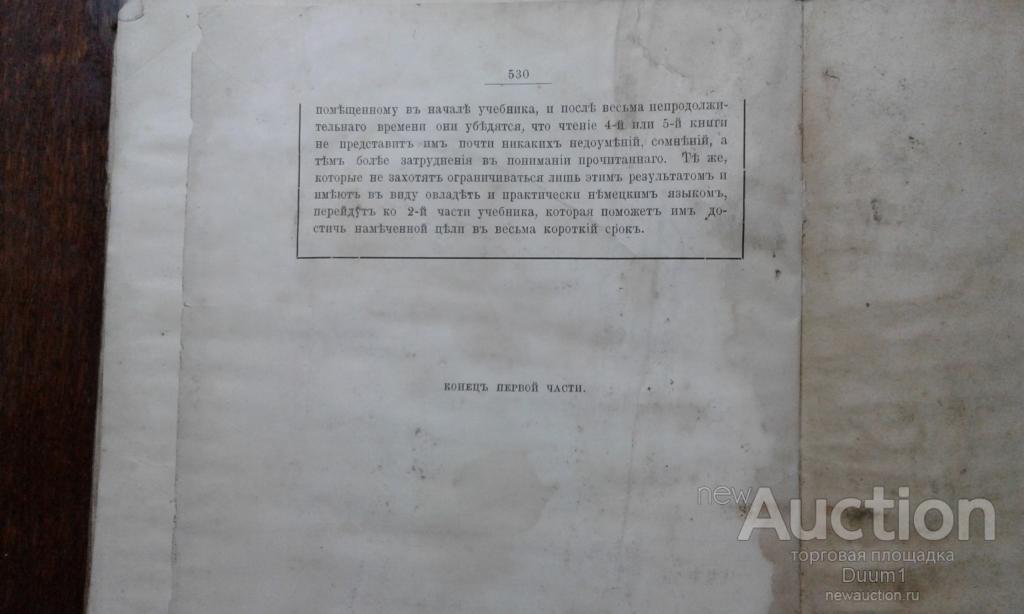 530
помѣщенному въ началѣ учебника, и послѣ весьма непродолжи-
тельнаго времени они убѣдятся, что чтеніе 4-й или 5-й книги
не представитъ имъ почти никакихъ недоумѣній, сомнѣній, а
тѣмъ болѣе затрудненія въ пониманіи прочитаннаго. Тѣ же,
которые не захотятъ ограничиваться лишь этимъ результатомъ и
имѣютъ въ виду овладѣть и практически нѣмецкимъ языкомъ,
перейдутъ ко 2-й части учебника, которая поможетъ имъ до-
стичь намѣченной цѣли въ весьма короткій срокъ.
КОНЕЦЪ ПЕРВОЙ ЧАСТИ.
newAuction
торговая площадка
Duum1
newauction.ru